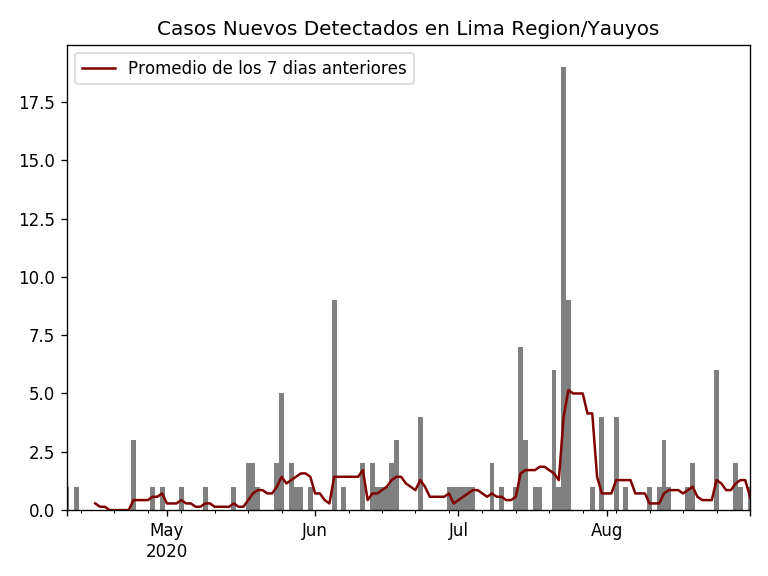 Casos Nuevos Detectados en Lima Region/Yauyos
Promedio de los 7 dias anteriores
17.5
15.0
12.5
10.0
7.5
5.0
2.5
0.0
May
2020
Jun
Jul
Aug